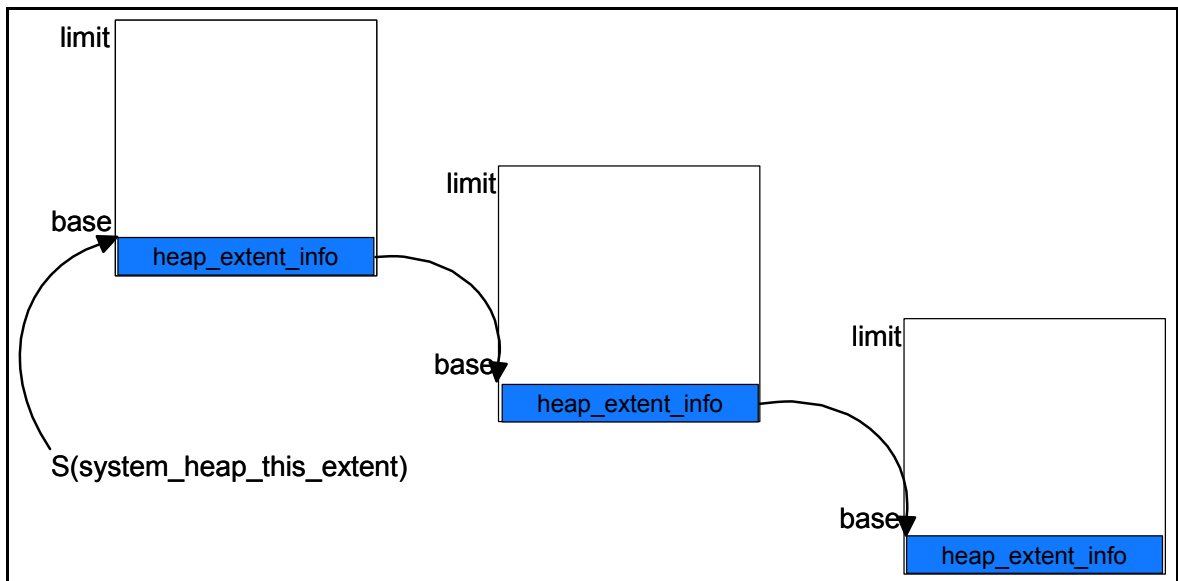 limit
base
heap_extent_info
limit
base
heap_extent_info
S(system_heap_this_extent)
limit
base
heap_extent_info